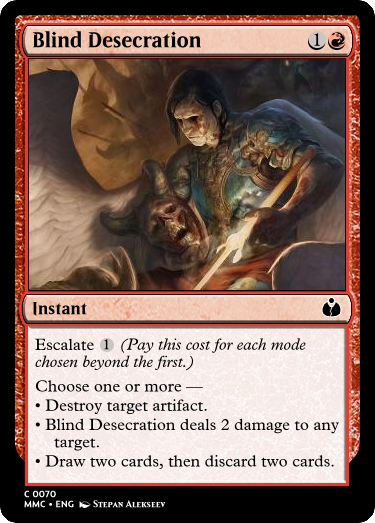 Blind Desecration 1
Instant
Escalate 1 (Pay this cost for each mode
chosen beyond the first.)
Choose one or more —
• Destroy target artifact.
• Blind Desecration deals 2 damage to any
target.
• Draw two cards, then discard two cards.
C 0070
MMC • ENG Stepan Alekseev